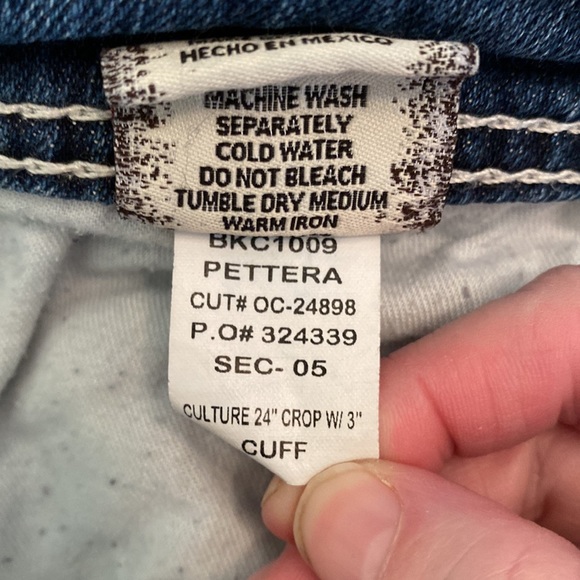 HECHO EN MEXICO
MACHINE WASH
SEPARATELY
COLD WATER
DO NOT BLEACH
TUMBLE DRY MEDIUM
WARM IRON
BKC1009
PETTERA
CUT# OC-24898
P.O# 324339
SEC- 05
CULTURE 24" CROP W/ 3"
CUFF